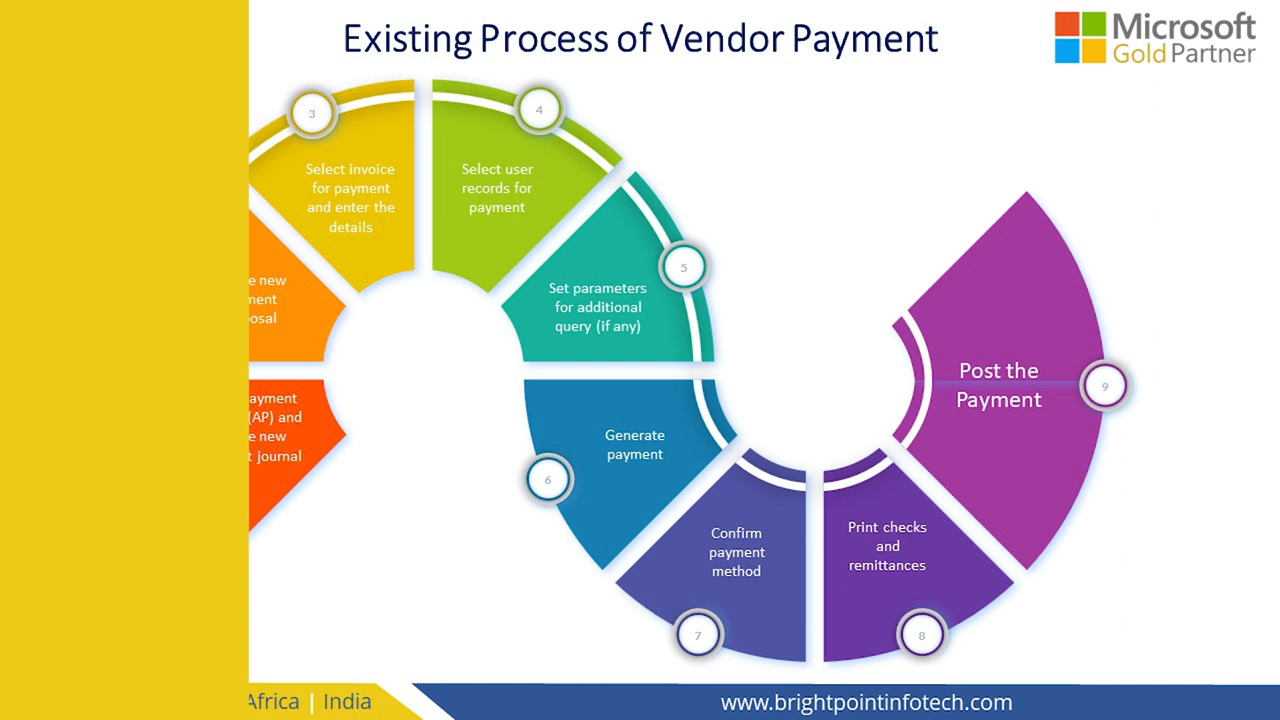 Existing Process of Vendor Payment
Microsoft
Gold Partner
3
Select invoice
for payment
and enter the
details
4
Select user
records for
payment
5
Set parameters
for additional
query (if any)
new
6
Generate
payment
(AP) and
new
journal
7
Confirm
payment
method
8
Print checks
and
remittances
9
Post the
Payment
Africa | India
www.brightpointinfotech.com